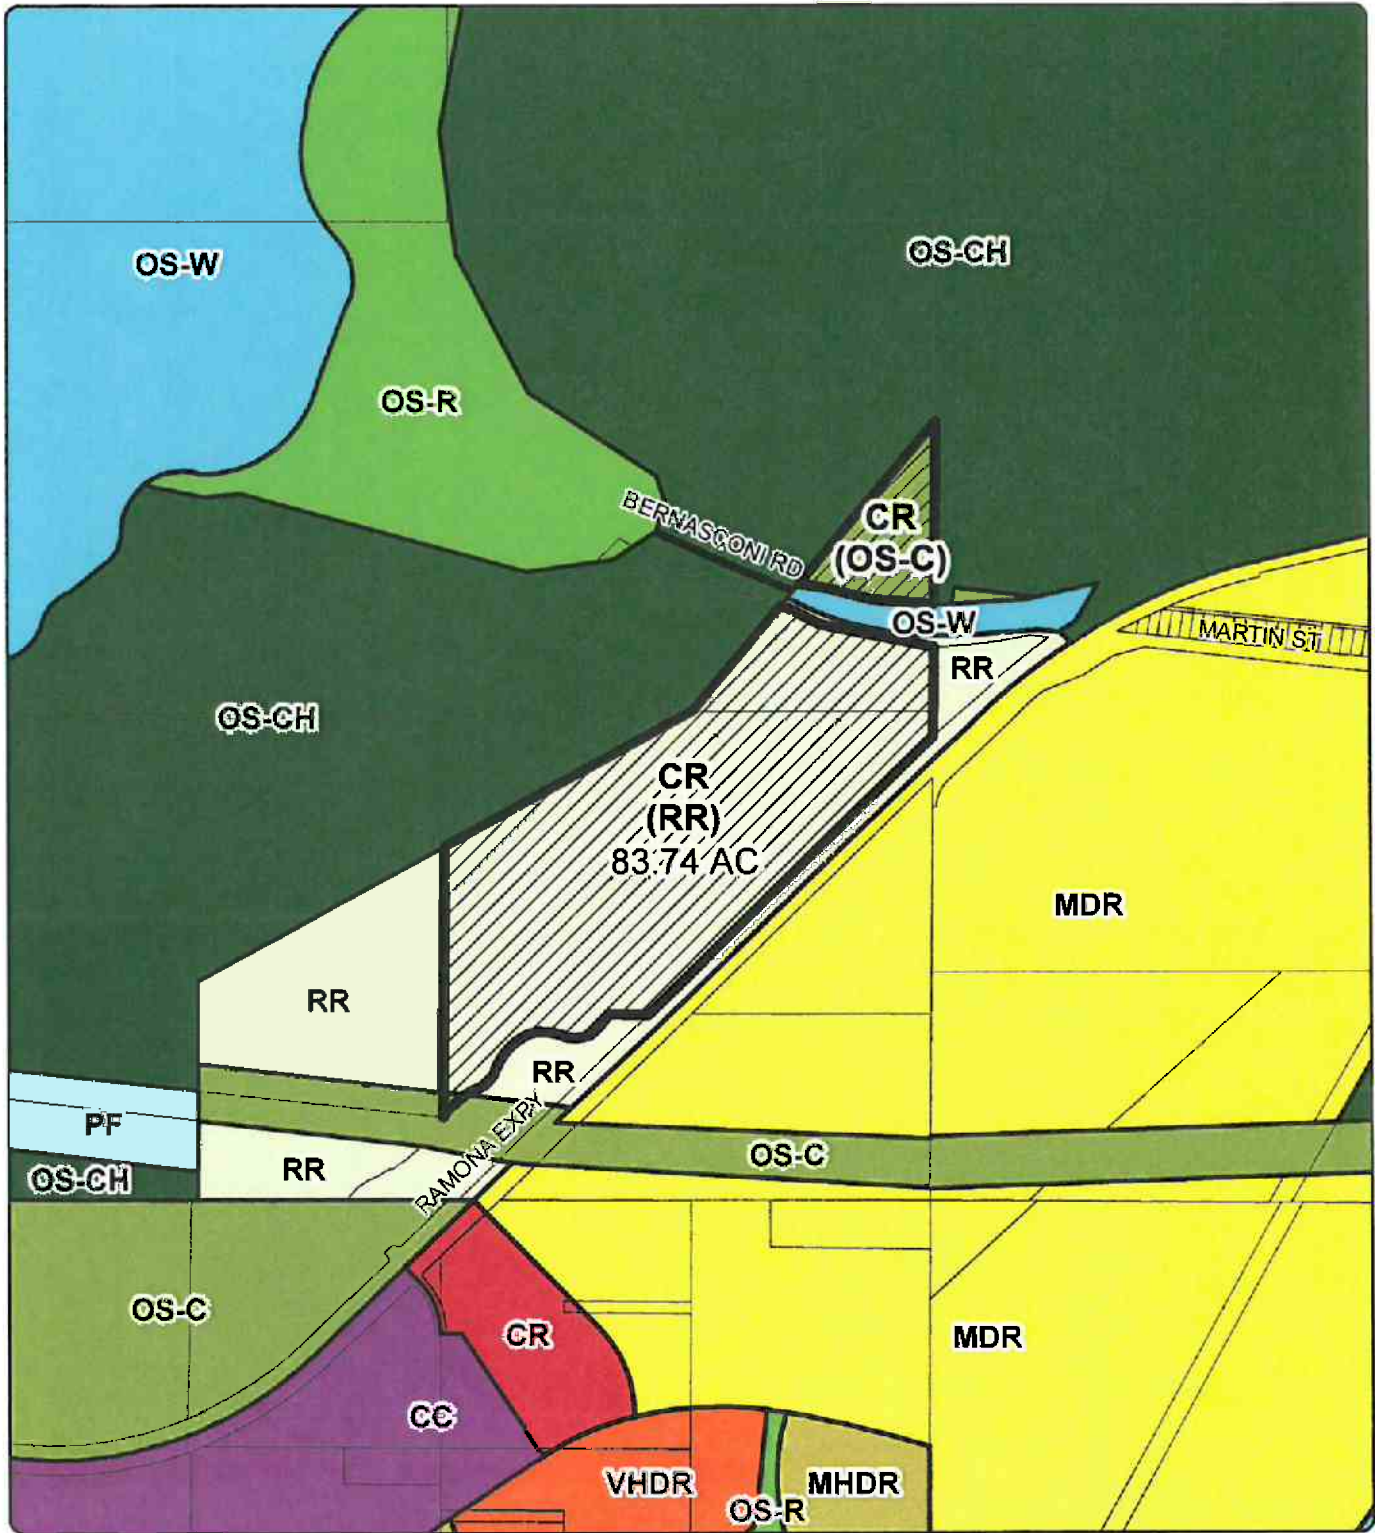 OS-W
OS-CH
OS-R
BERNASCONI RD
CR
(OS-C)
OS-W
MARTIN ST
RR
OS-CH
CR
(RR)
83.74 AC
MDR
RR
RR
PF
RAMONA EXPY
OS-C
RR
OS-CH
OS-C
CR
MDR
CC
VHDR
MHDR
OS-R